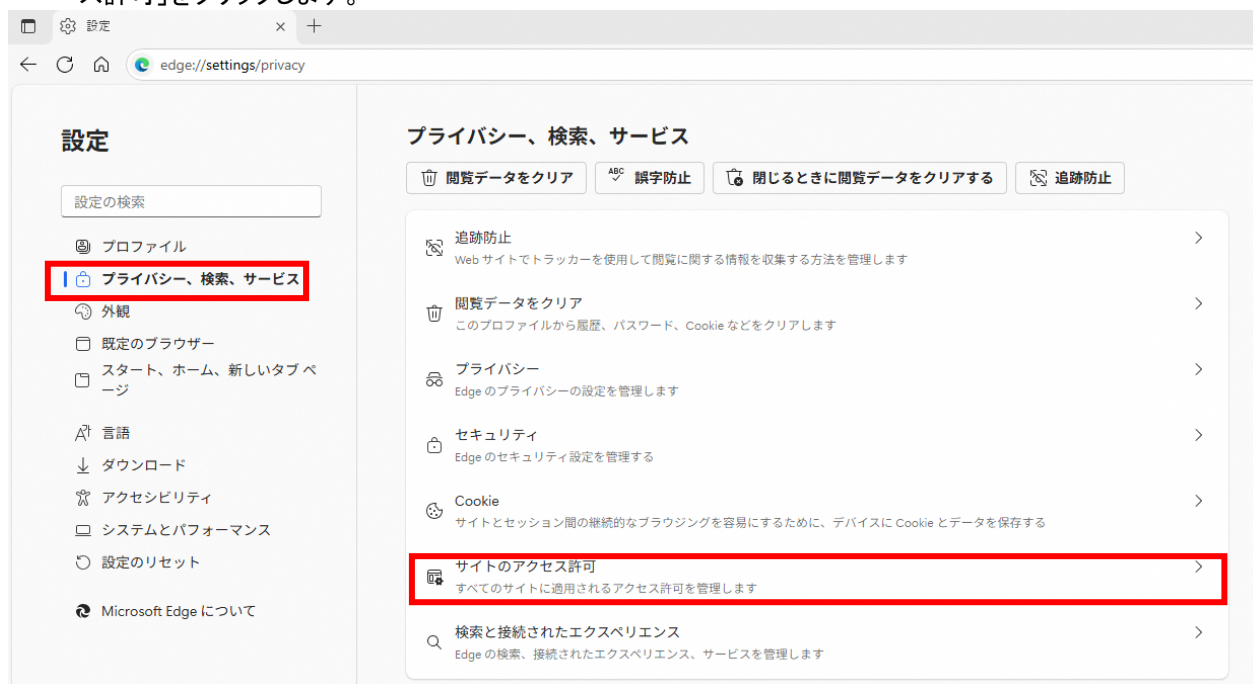 ス許可」をクリックします。
設定
edge://settings/privacy
設定
設定の検索
プロファイル
プライバシー、検索、サービス
外観
既定のブラウザー
スタート、ホーム、新しいタブ ペ
ージ
言語
ダウンロード
アクセシビリティ
システムとパフォーマンス
設定のリセット
Microsoft Edge について
プライバシー、検索、サービス
閲覧データをクリア
ABC 誤字防止
閉じるときに閲覧データをクリアする
追跡防止
追跡防止
Web サイトでトラッカーを使用して閲覧に関する情報を収集する方法を管理します
閲覧データをクリア
このプロファイルから履歴、パスワード、Cookie などをクリアします
プライバシー
Edge のプライバシーの設定を管理します
セキュリティ
Edge のセキュリティ設定を管理する
Cookie
サイトとセッション間の継続的なブラウジングを容易にするために、デバイスに Cookie とデータを保存する
サイトのアクセス許可
すべてのサイトに適用されるアクセス許可を管理します
検索と接続されたエクスペリエンス
Edge の検索、接続されたエクスペリエンス、サービスを管理します